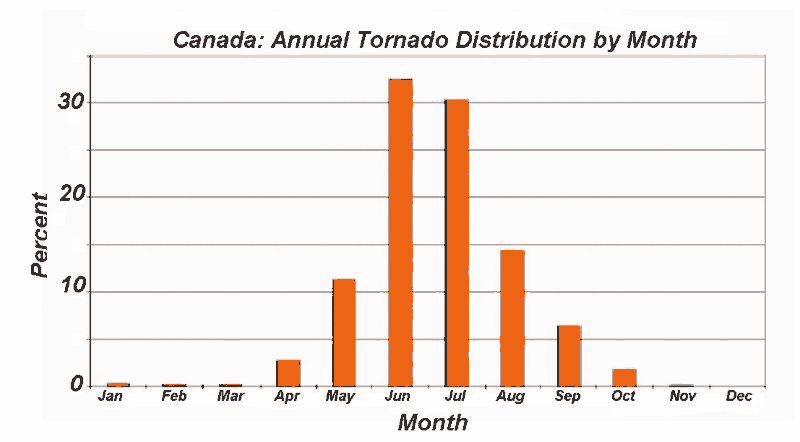 Canada: Annual Tornado Distribution by Month
30
20
10
0
Percent
Jan Feb Mar Apr May Jun Jul Aug Sep Oct Nov Dec
Month